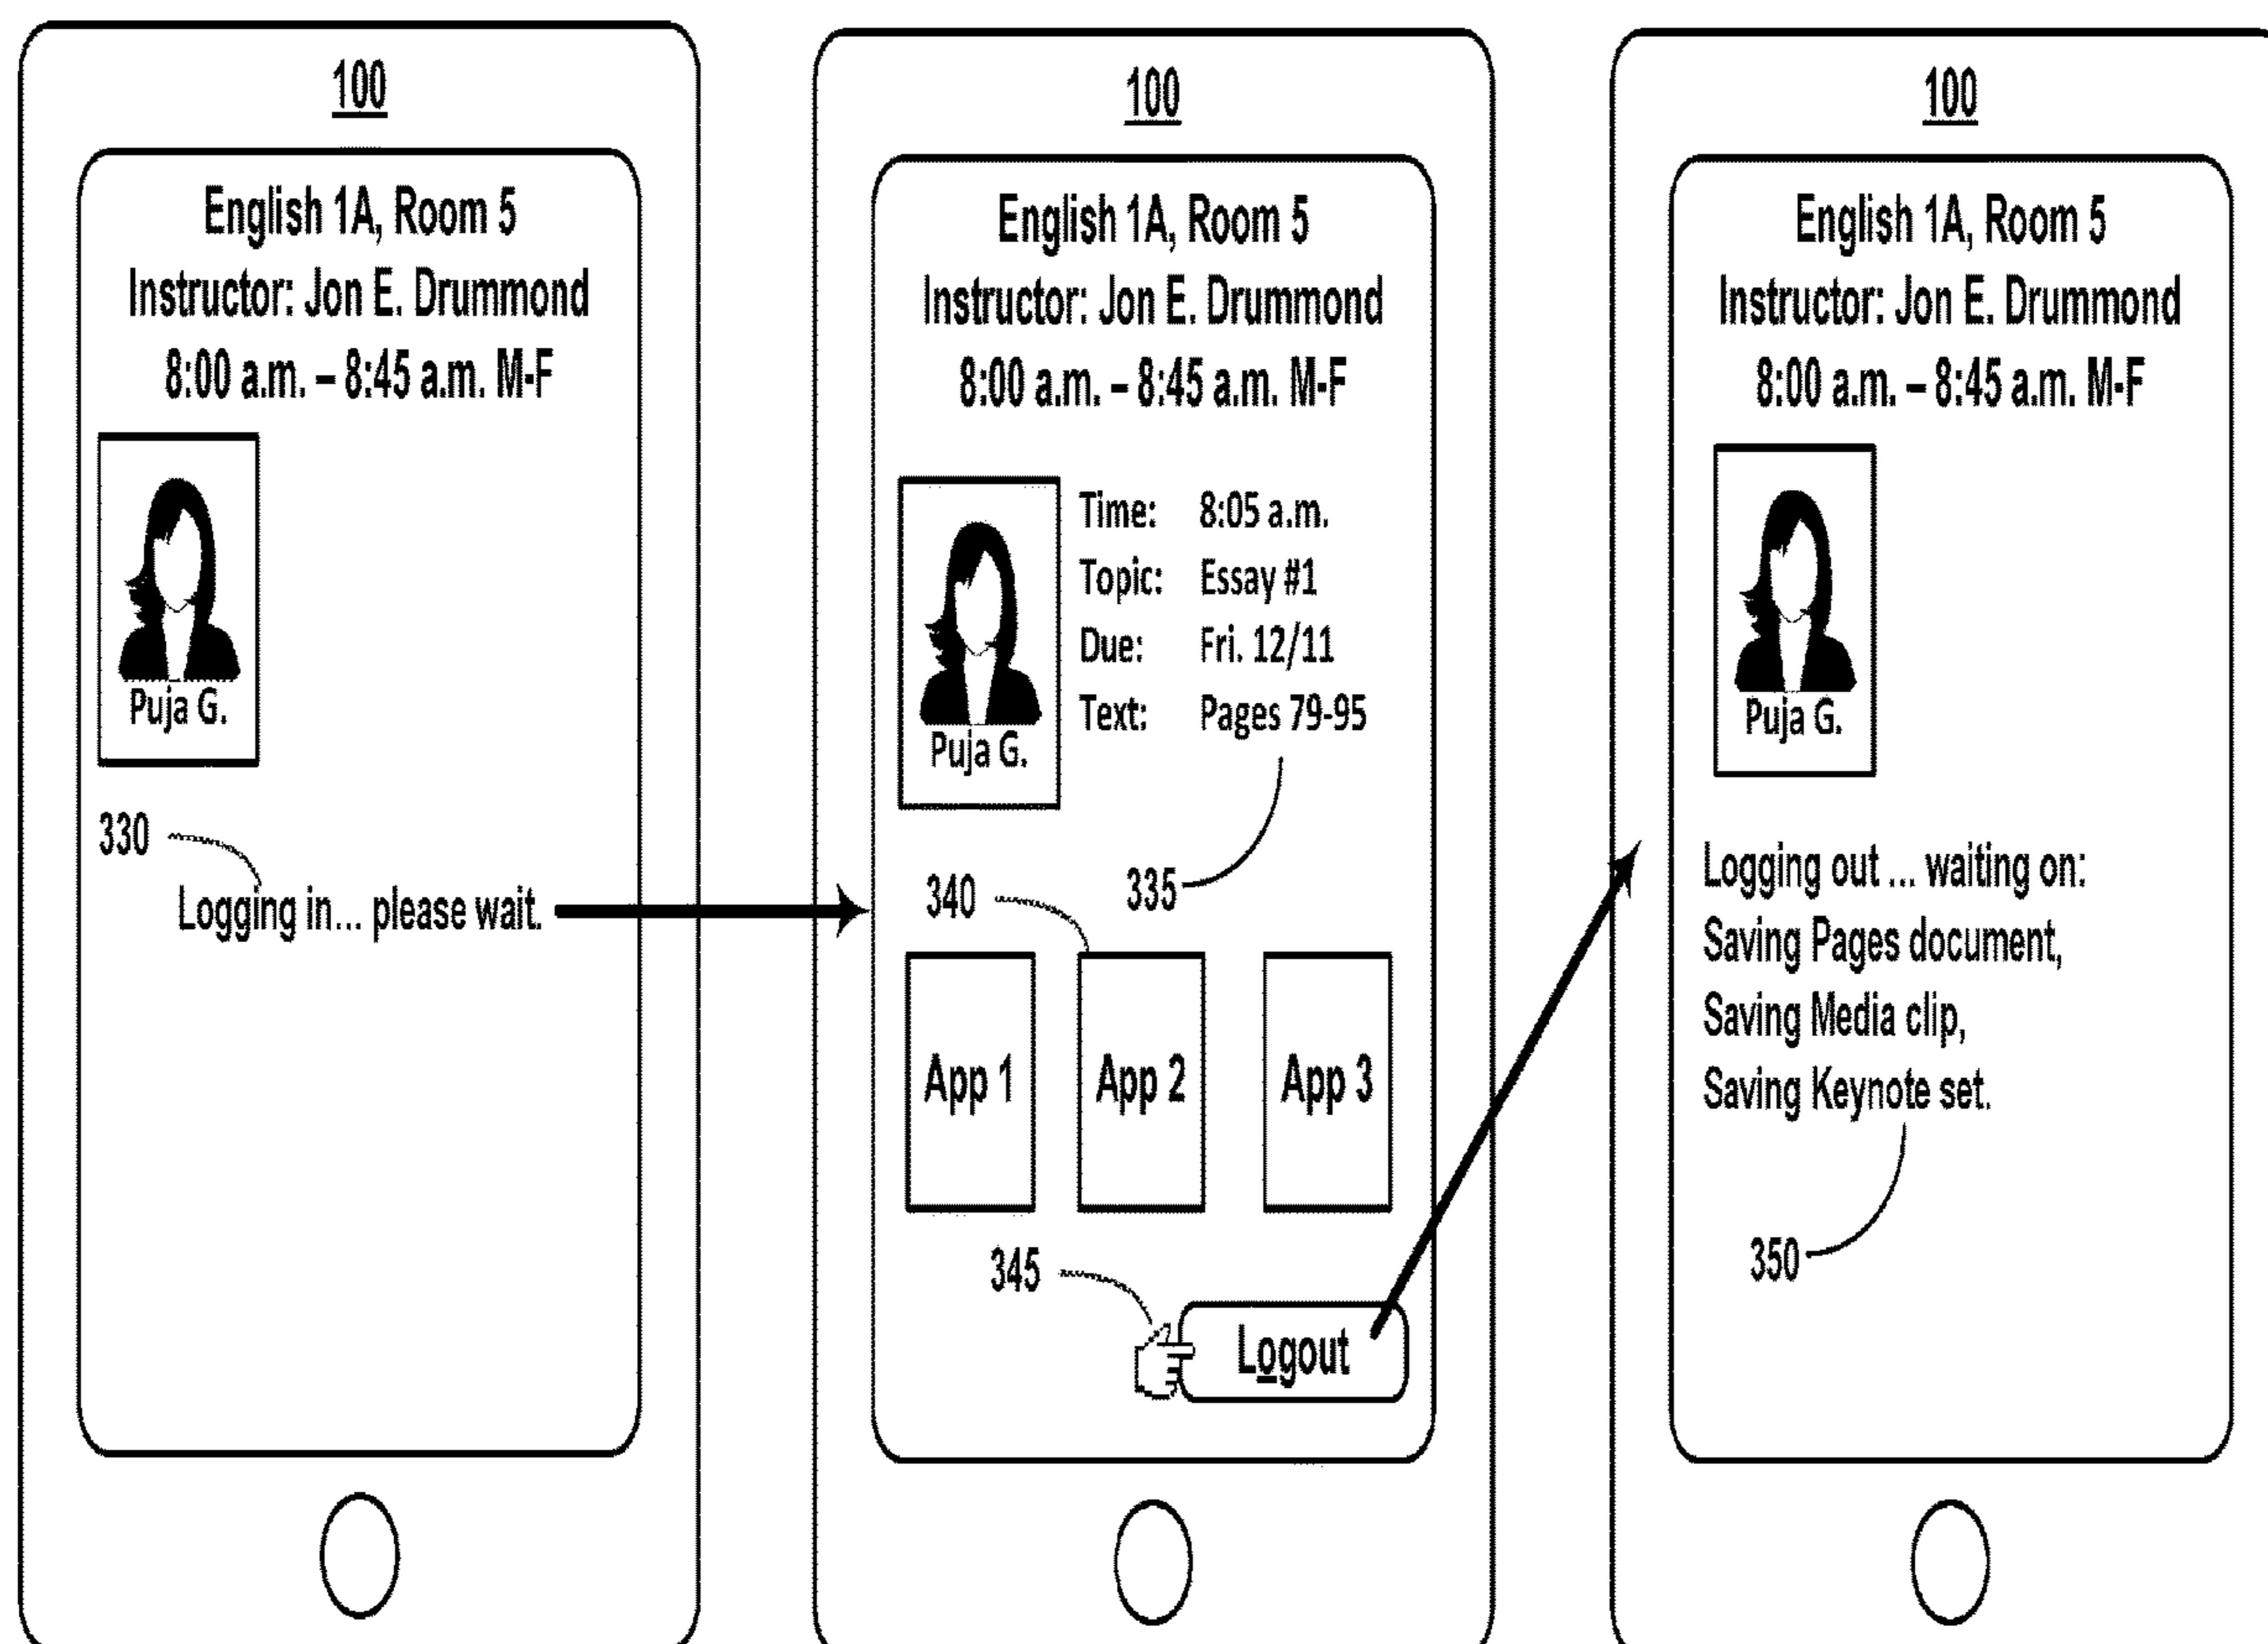 100
English 1A, Room 5
Instructor: Jon E. Drummond
8:00 a.m. – 8:45 a.m. M-F
Puja G.
330
Logging in... please wait.
100
English 1A, Room 5
Instructor: Jon E. Drummond
8:00 a.m. – 8:45 a.m. M-F
Time: 8:05 a.m.
Topic: Essay #1
Due: Fri. 12/11
Text: Pages 79-95
Puja G.
335
340
App 1 App 2 App 3
345
Logout
100
English 1A, Room 5
Instructor: Jon E. Drummond
8:00 a.m. – 8:45 a.m. M-F
Puja G.
Logging out ... waiting on:
Saving Pages document,
Saving Media clip,
Saving Keynote set.
350